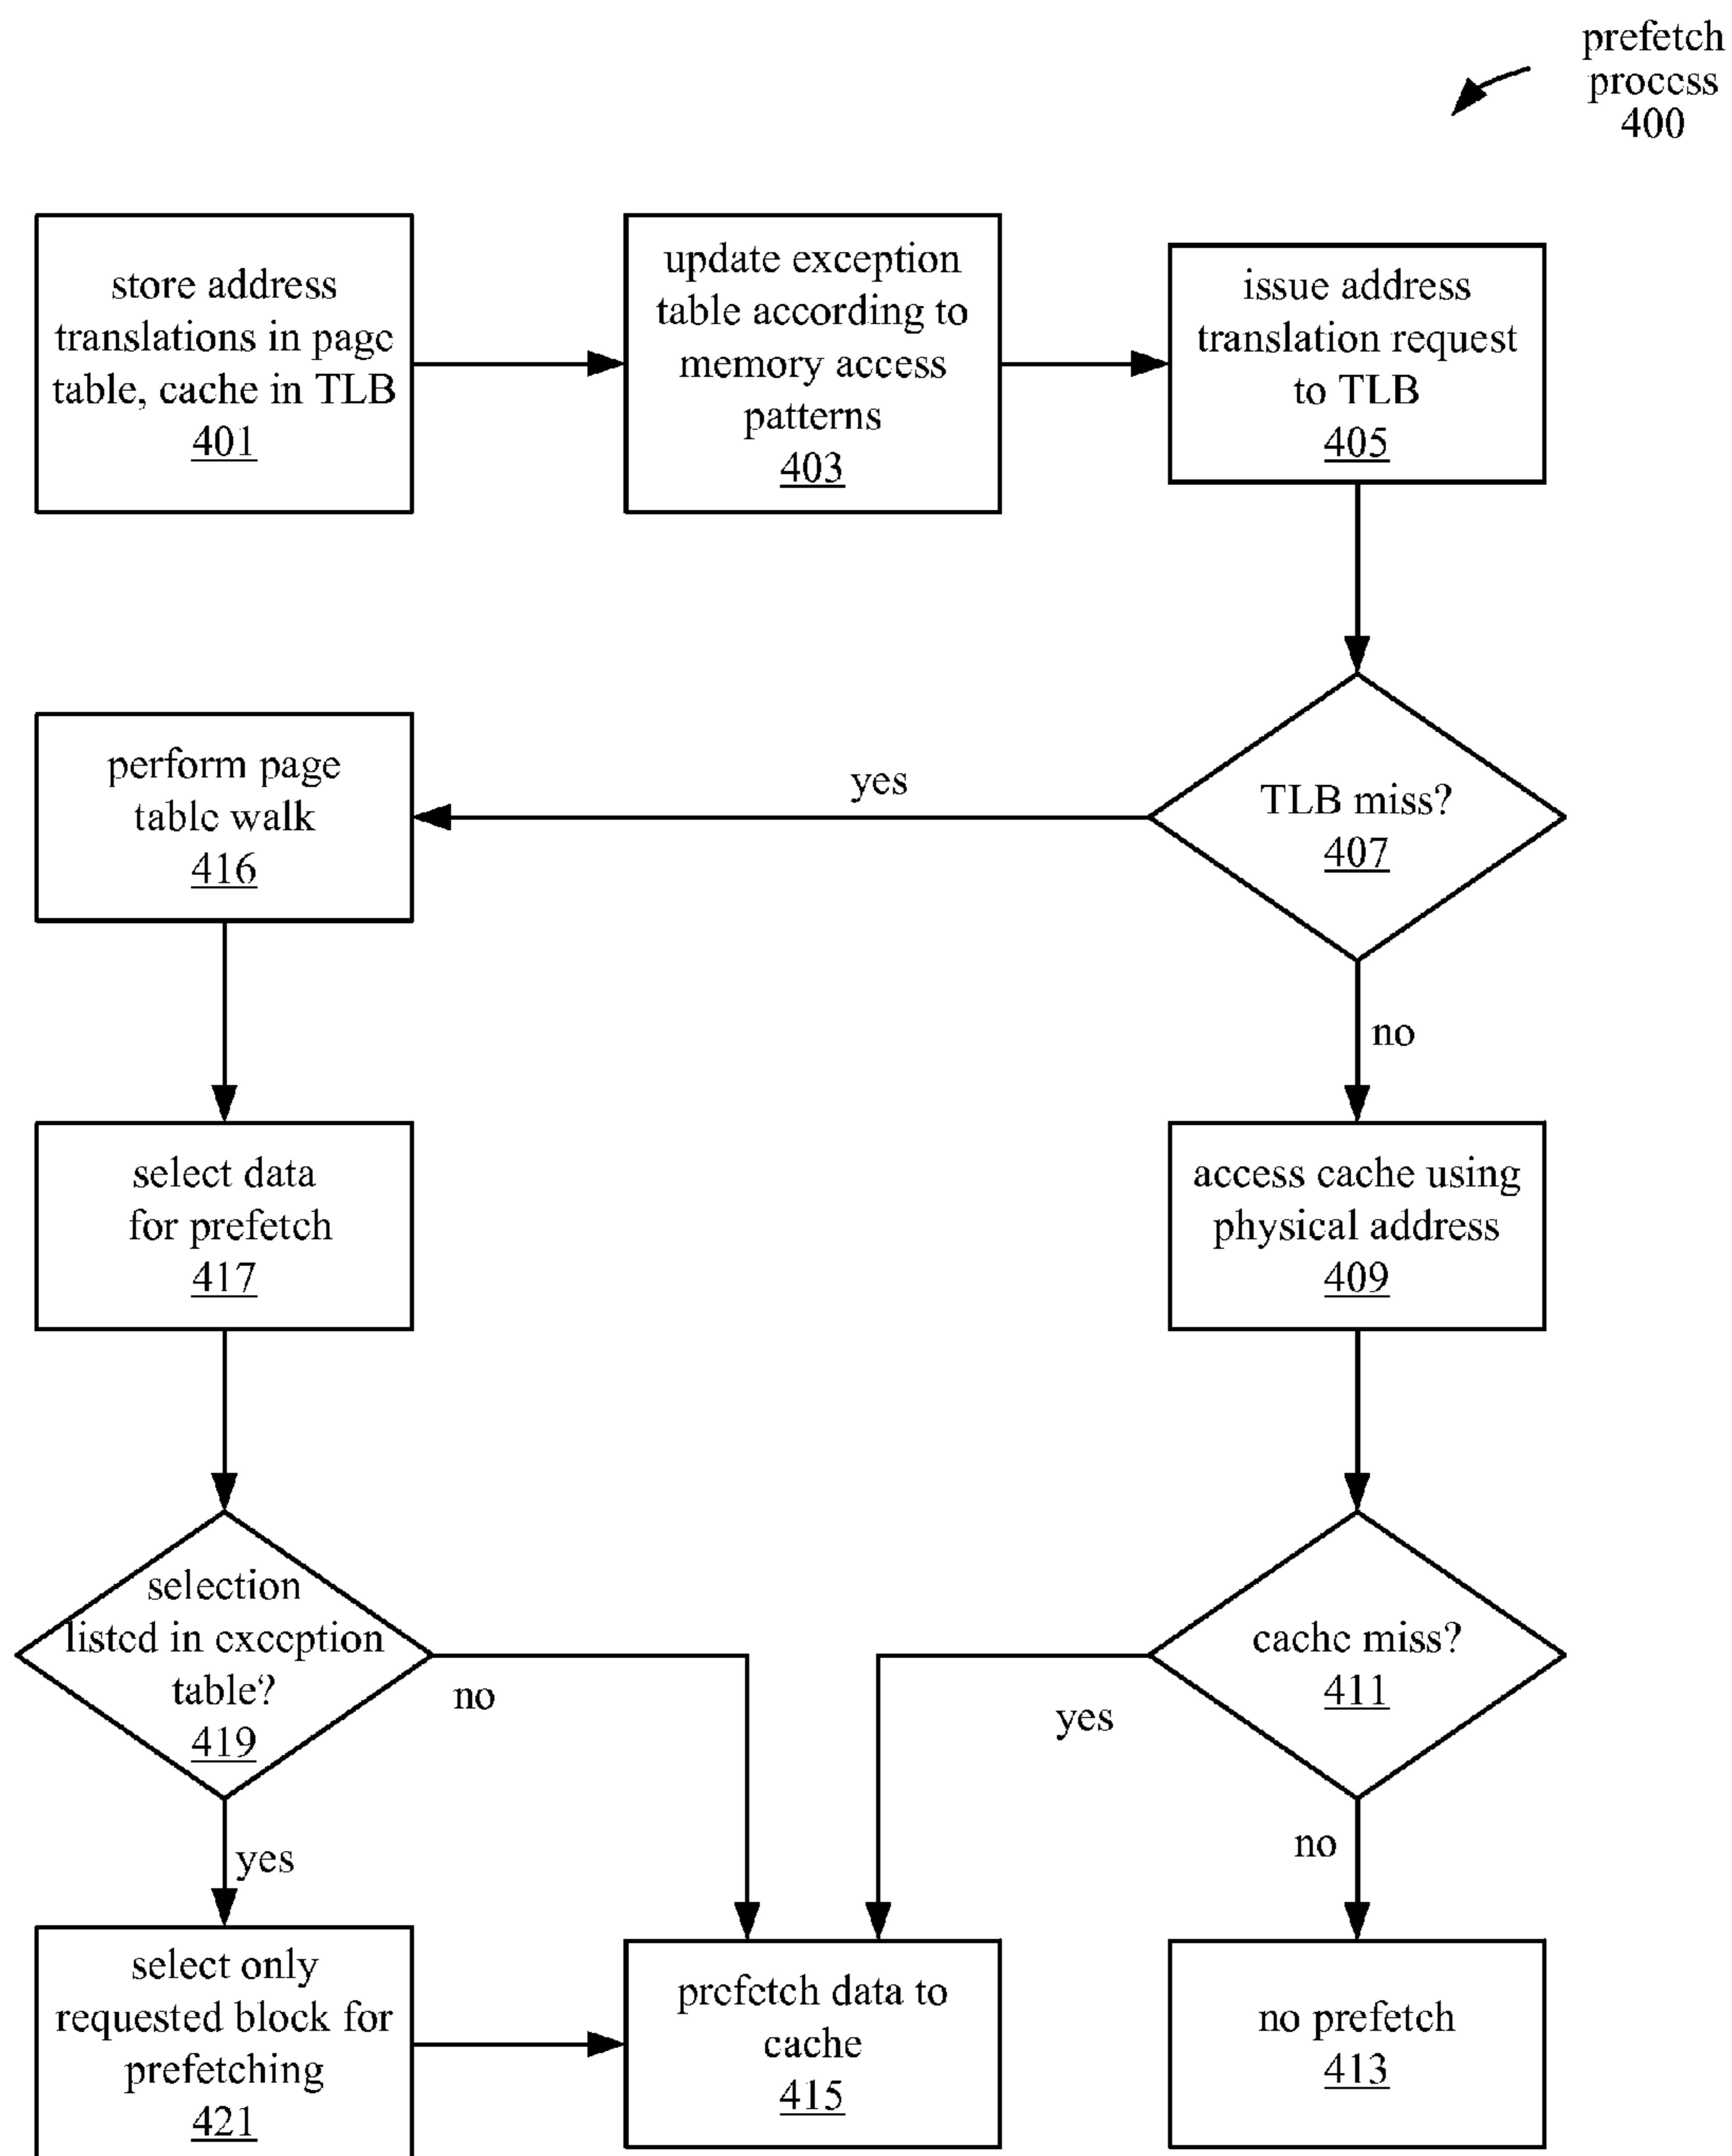 prefetch
process
400
store address
translations in page
table, cache in TLB
401
update exception
table according to
memory access
patterns
403
issue address
translation request
to TLB
405
perform page
table walk
416
yes
TLB miss?
407
no
select data
for prefetch
417
access cache using
physical address
409
selection
listed in exception
table?
419
no
yes
cache miss?
411
yes
no
select only
requested block for
prefetching
421
prefetch data to
cache
415
no prefetch
413